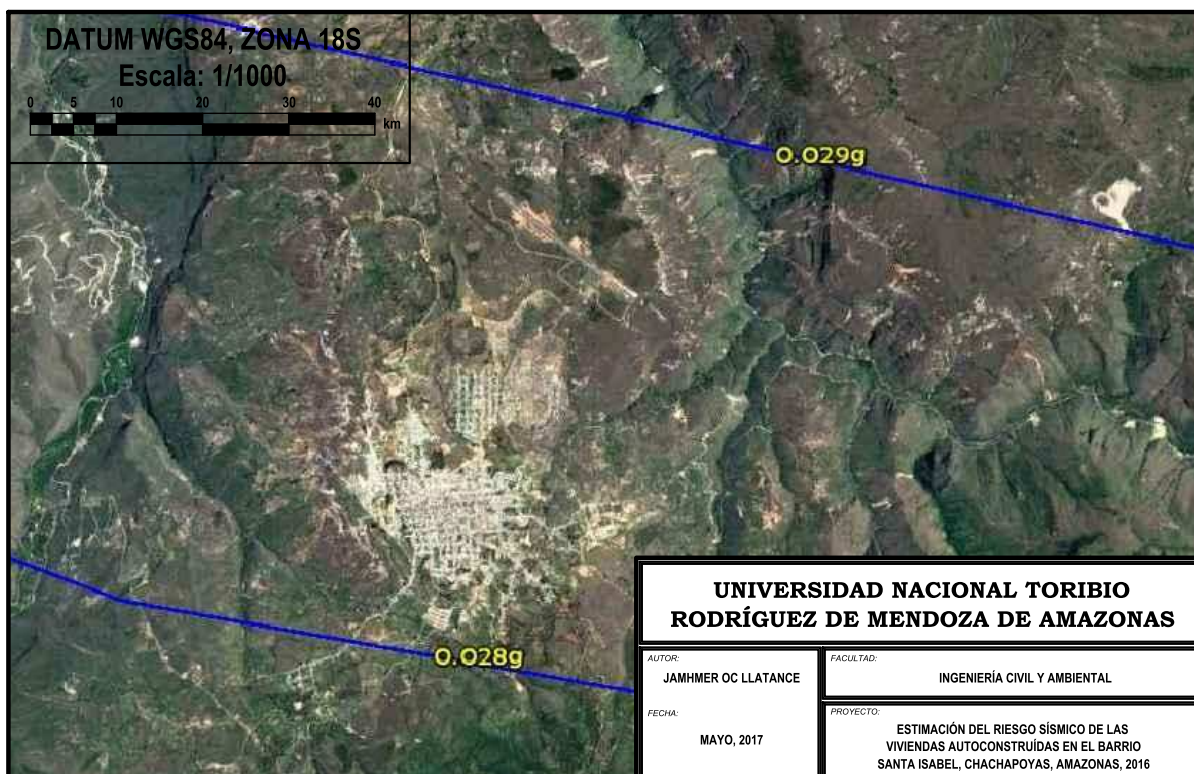 DATUM WGS84, ZONA 18S
Escala: 1/1000
0 5 10 20 30 40
km
0.029g
0.028g
UNIVERSIDAD NACIONAL TORIBIO
RODRÍGUEZ DE MENDOZA DE AMAZONAS
AUTOR:
JAMHMER OC LLATANCE
FACULTAD:
INGENIERÍA CIVIL Y AMBIENTAL
FECHA:
MAYO, 2017
PROYECTO:
ESTIMACIÓN DEL RIESGO SÍSMICO DE LAS
VIVIENDAS AUTOCONSTRUÍDAS EN EL BARRIO
SANTA ISABEL, CHACHAPOYAS, AMAZONAS, 2016